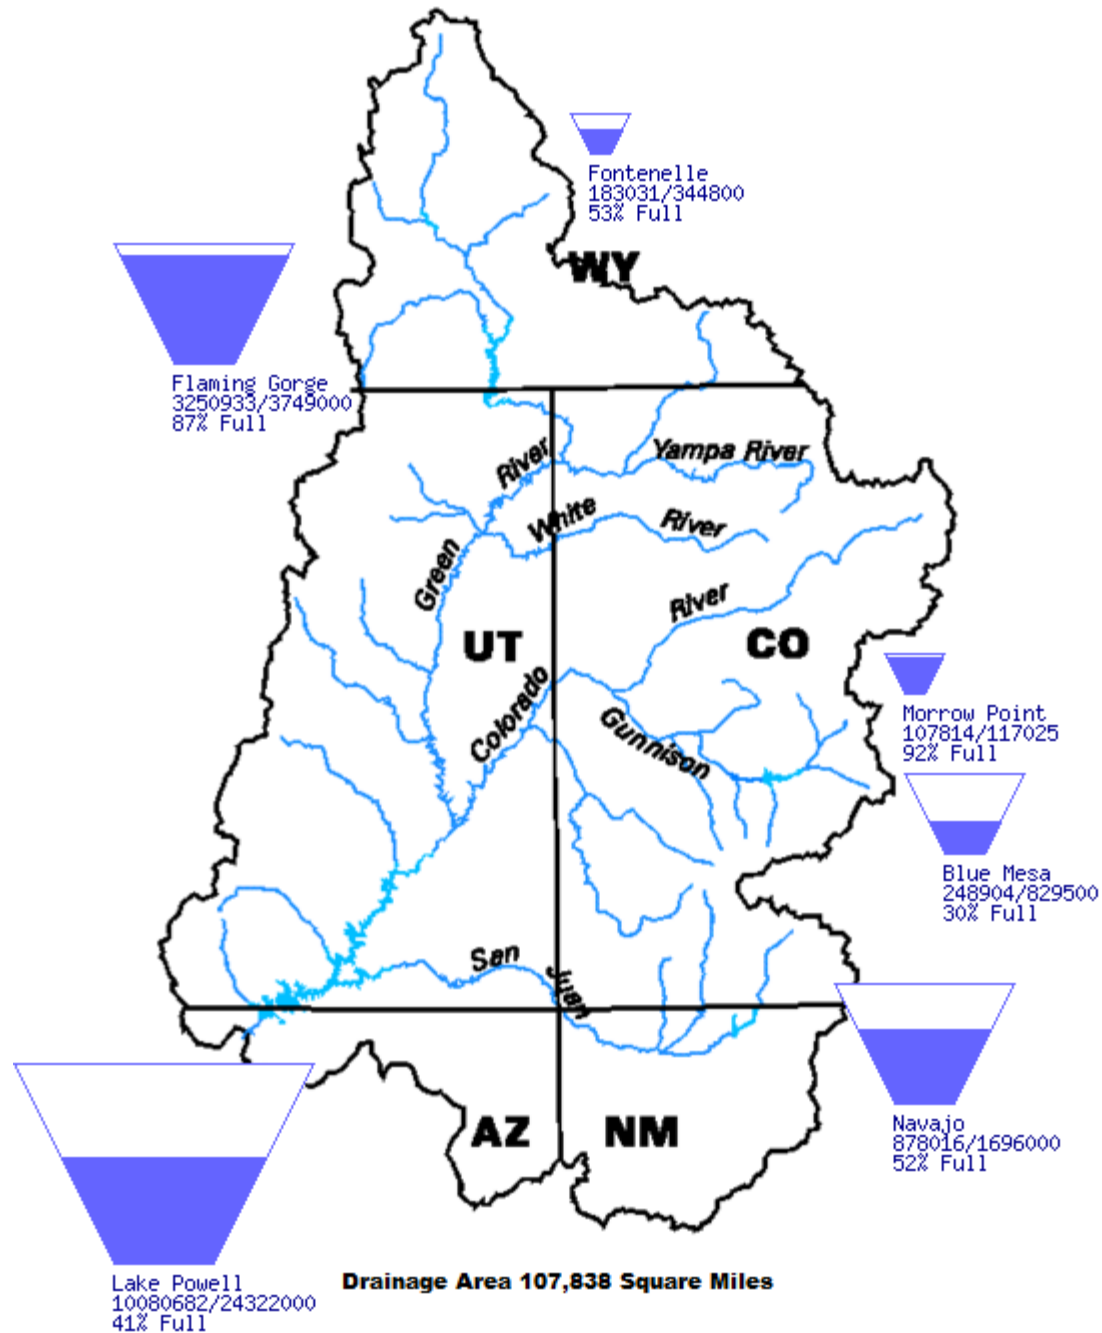 Fontenelle
183031/344800
53% Full
WY
Flaming Gorge
3250933/3749000
87% Full
River
Yampa River
White
River
Green
River
UT
CO
Colorado
Gunnison
Morrow Point
107814/117025
92% Full
Blue Mesa
248904/829500
30% Full
San
Juan
AZ
NM
Navajo
878016/1696000
52% Full
Lake Powell
10080682/24322000
41% Full
Drainage Area 107,838 Square Miles